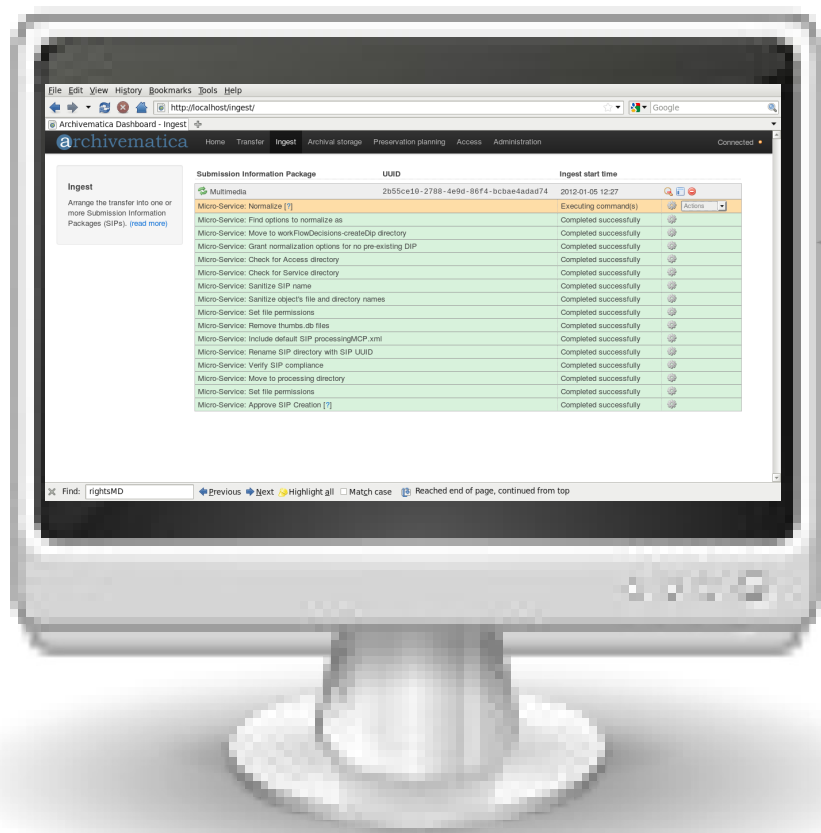 File Edit View History Bookmarks Tools Help
http://localhost/ingest/ Google
Archivematica Dashboard - Ingest
archivematica Home Transfer Ingest Archival storage Preservation planning Access Administration Connected
Ingest
Arrange the transfer into one or
more Submission Information
Packages (SIPs). (read more)
Submission Information Package UUID Ingest start time
Multimedia 2b55ce10-2788-4e9d-86f4-bcbae4adad74 2012-01-05 12:27
Micro-Service: Normalize [?] Executing command(s) Actions
Micro-Service: Find options to normalize as Completed successfully
Micro-Service: Move to workFlowDecisions-createDip directory Completed successfully
Micro-Service: Grant normalization options for no pre-existing DIP Completed successfully
Micro-Service: Check for Access directory Completed successfully
Micro-Service: Check for Service directory Completed successfully
Micro-Service: Sanitize SIP name Completed successfully
Micro-Service: Sanitize object's file and directory names Completed successfully
Micro-Service: Set file permissions Completed successfully
Micro-Service: Remove thumbs.db files Completed successfully
Micro-Service: Include default SIP processingMCP.xml Completed successfully
Micro-Service: Rename SIP directory with SIP UUID Completed successfully
Micro-Service: Verify SIP compliance Completed successfully
Micro-Service: Move to processing directory Completed successfully
Micro-Service: Set file permissions Completed successfully
Micro-Service: Approve SIP Creation [?] Completed successfully
Find: rightsMD Previous Next Highlight all Match case Reached end of page, continued from top